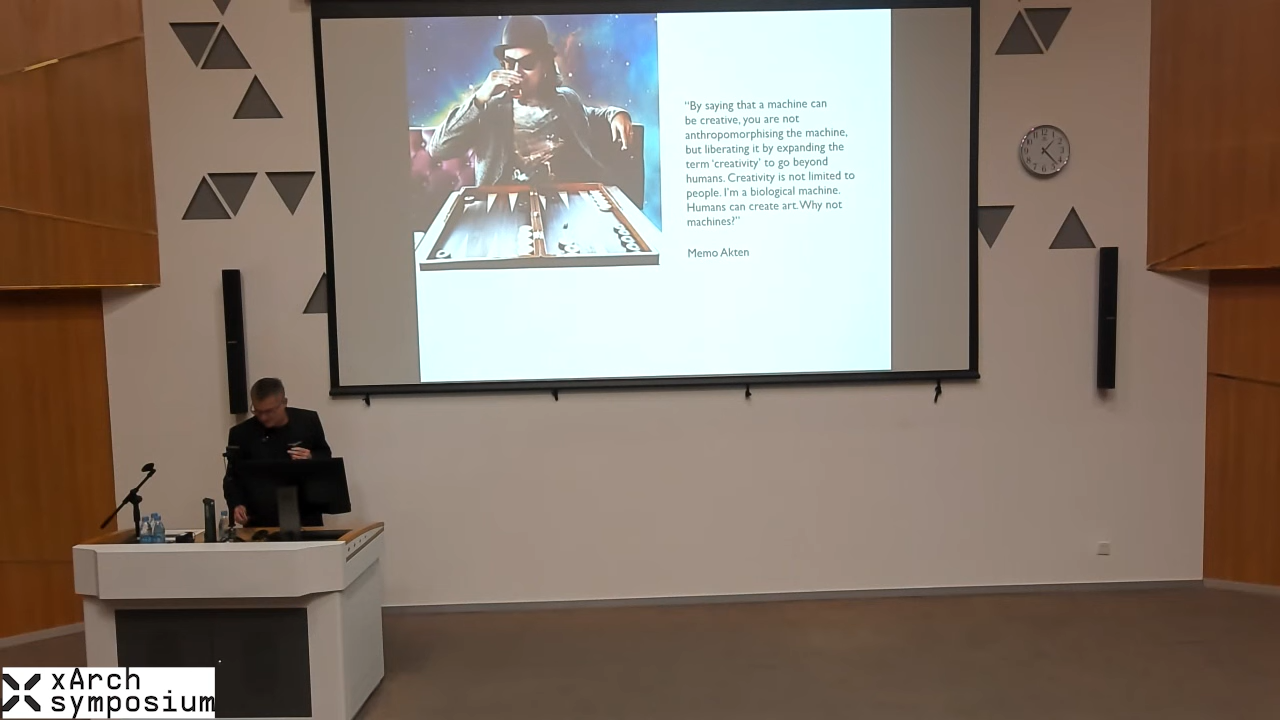 “By saying that a machine can
be creative, you are not
anthropomorphising the machine,
but liberating it by expanding the
term ‘creativity’ to go beyond
humans. Creativity is not limited to
people. I’m a biological machine.
Humans can create art. Why not
machines?”
Memo Akten
xArch
symposium